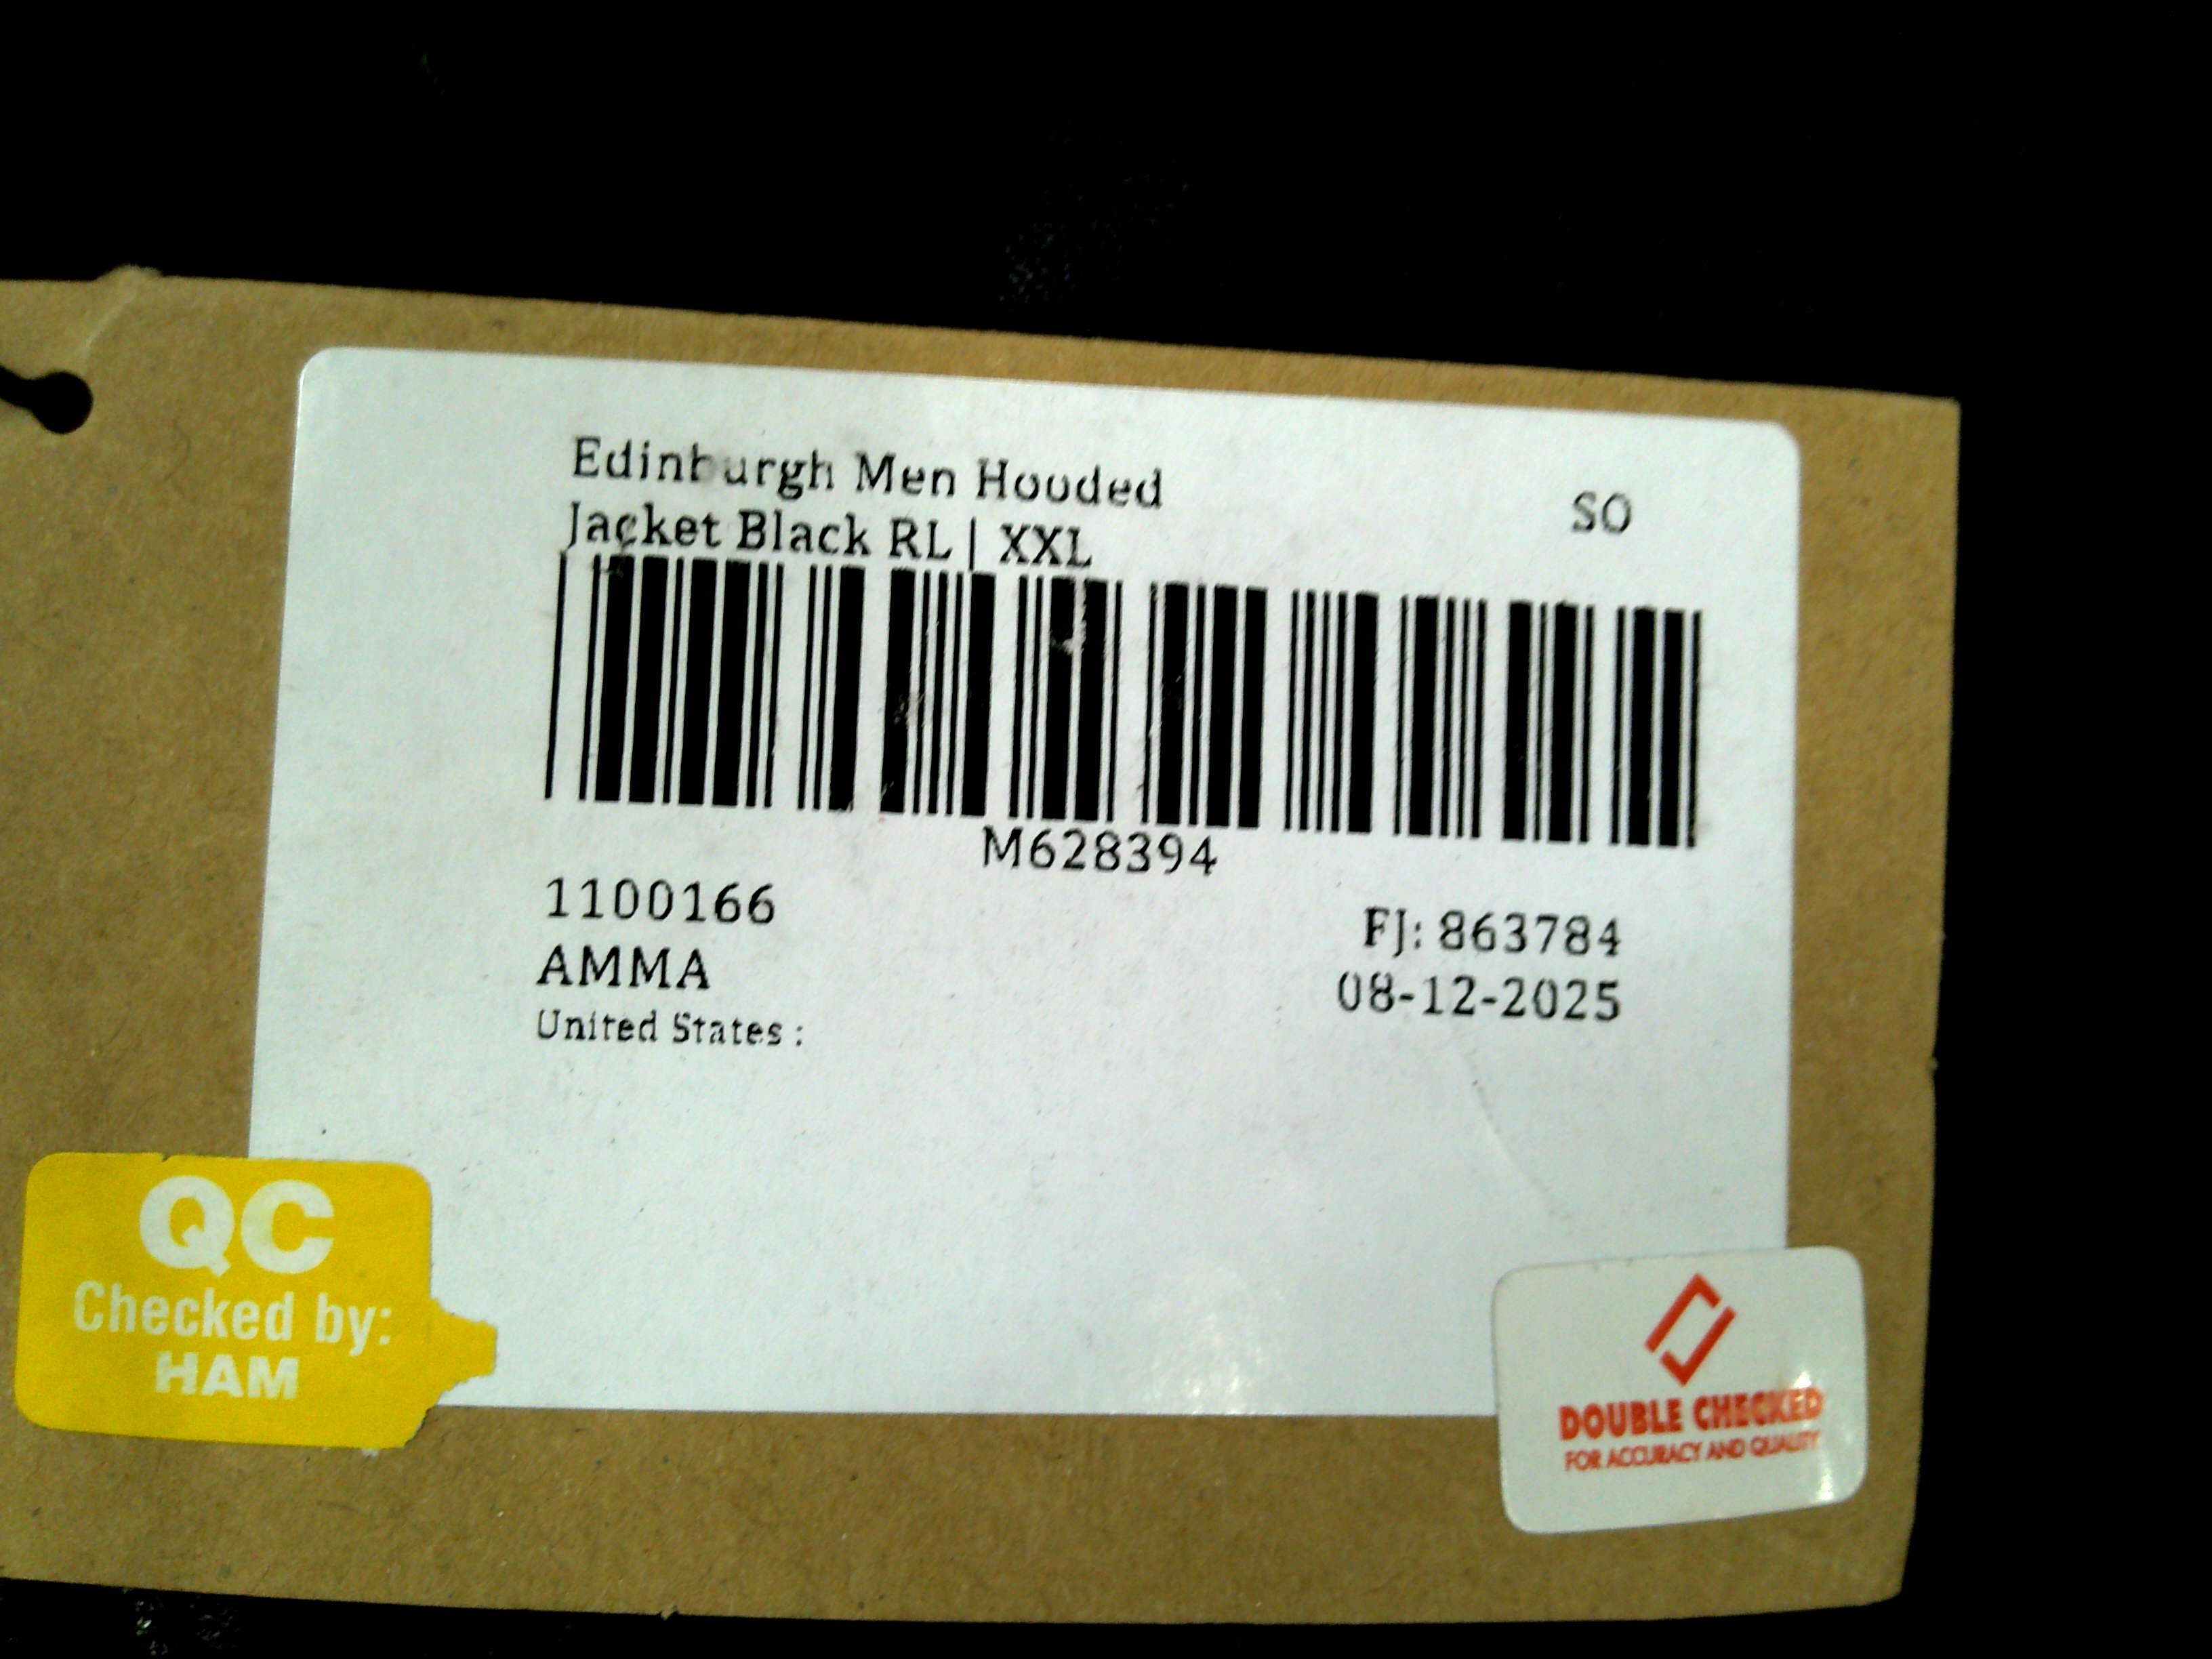 Edinburgh Men Hooded
Jacket Black RL | XXL
SO
M628394
1100166
AMMA
United States :
FJ: 863784
08-12-2025
QC
Checked by:
HAM
DOUBLE CHECKED
FOR ACCURACY AND QUALITY